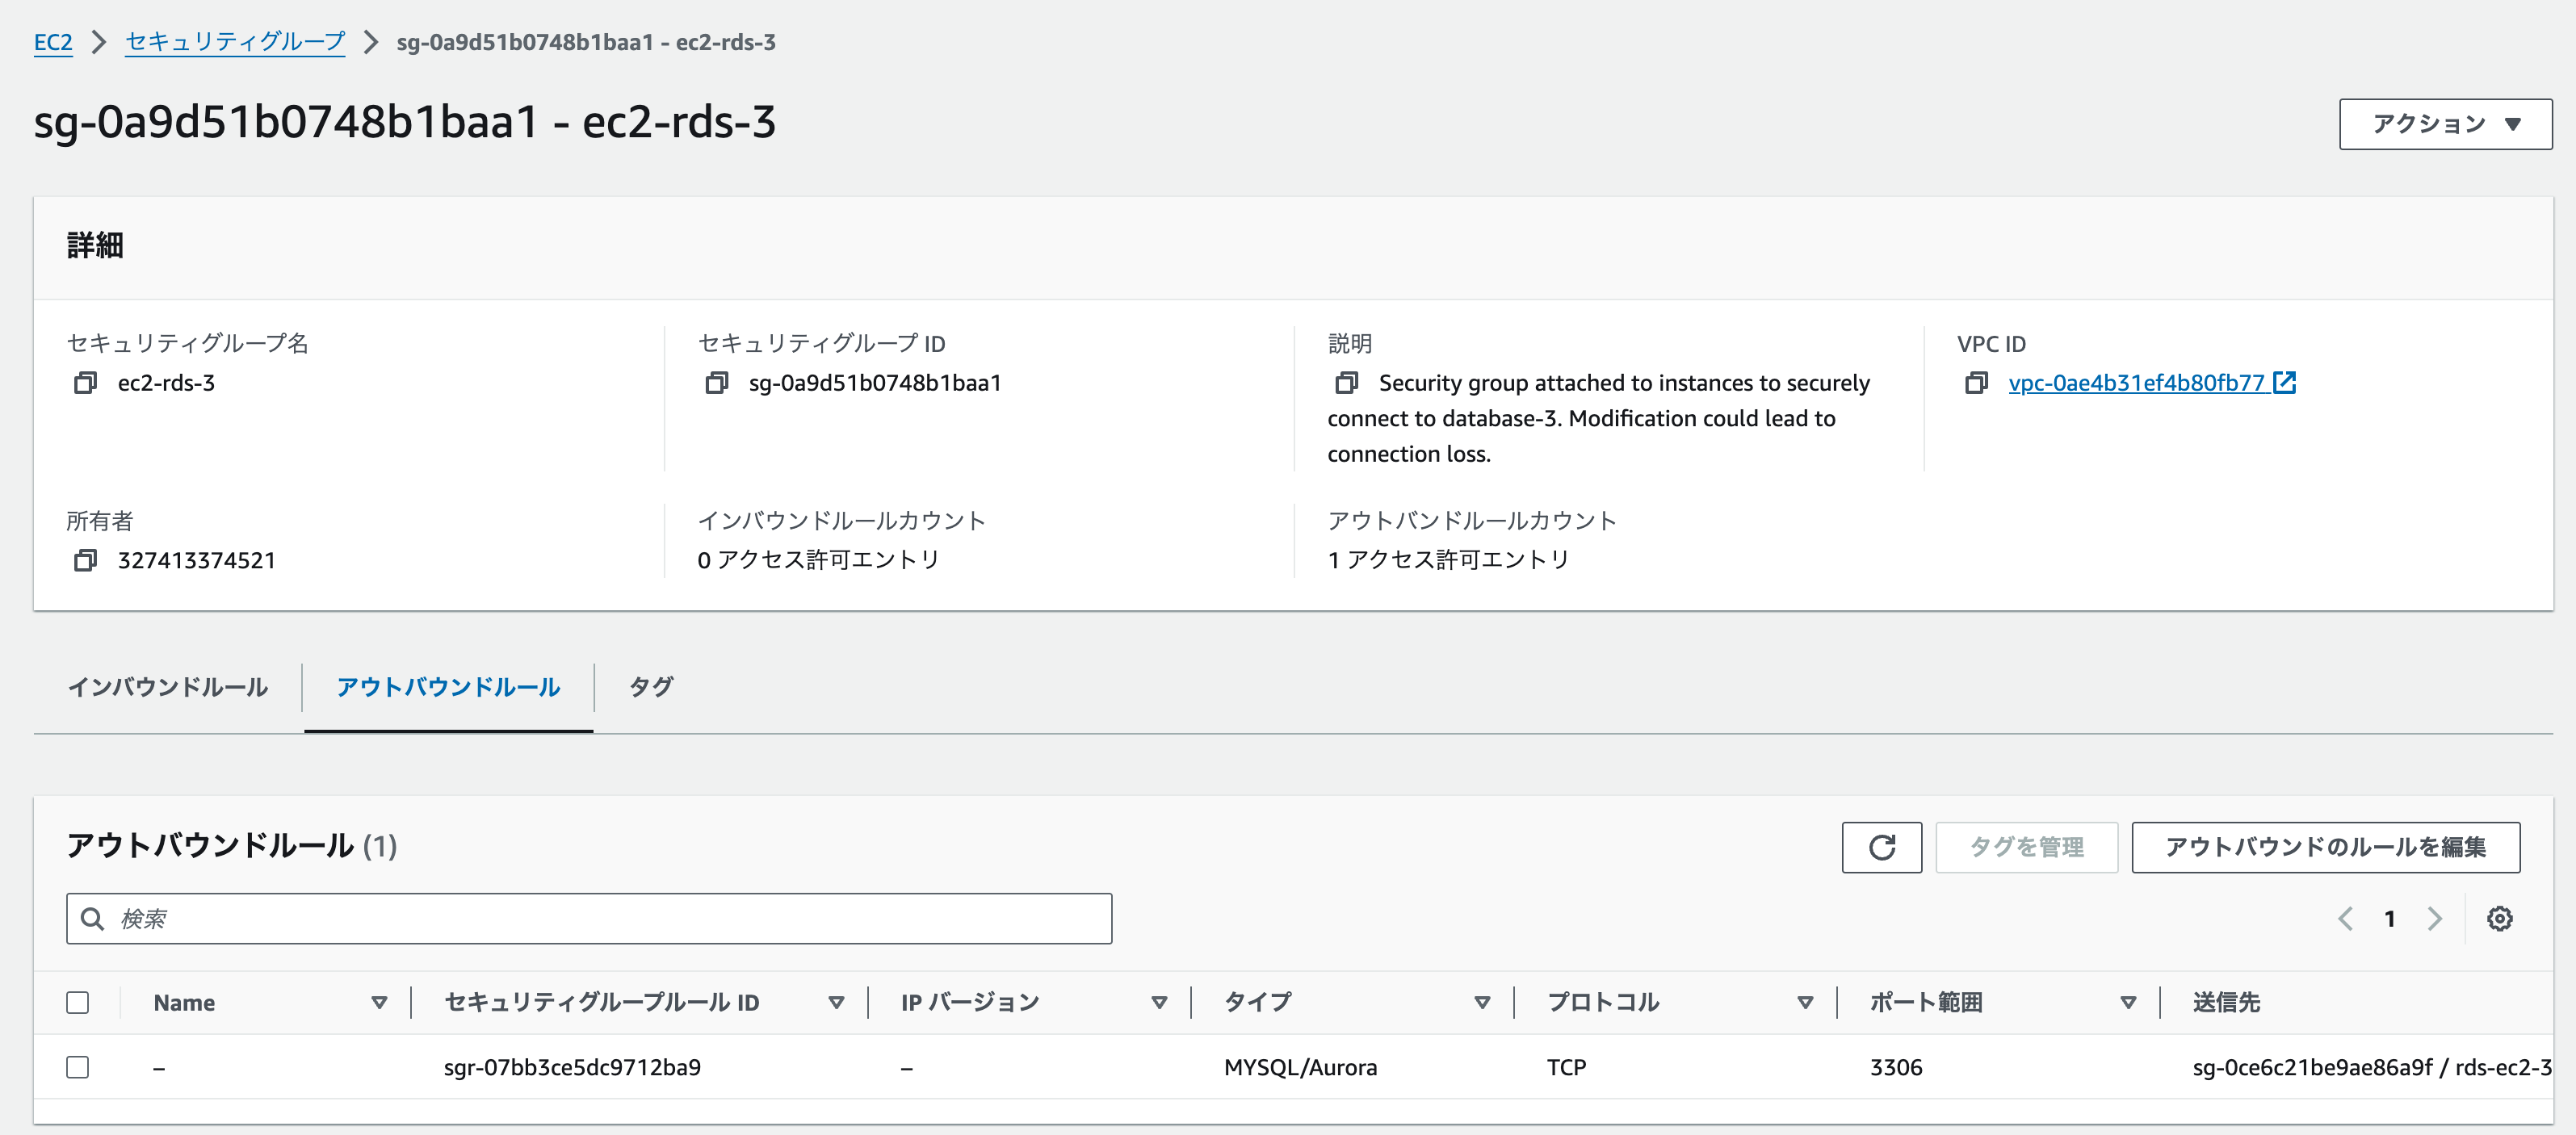 EC2 > セキュリティグループ > sg-0a9d51b0748b1baa1 - ec2-rds-3
sg-0a9d51b0748b1baa1 - ec2-rds-3
アクション ▼
詳細
セキュリティグループ名
ec2-rds-3
セキュリティグループ ID
sg-0a9d51b0748b1baa1
説明
Security group attached to instances to securely
connect to database-3. Modification could lead to
connection loss.
VPC ID
vpc-0ae4b31ef4b80fb77
所有者
327413374521
インバウンドルールカウント
0 アクセス許可エントリ
アウトバンドルールカウント
1 アクセス許可エントリ
インバウンドルール アウトバウンドルール タグ
アウトバウンドルール (1)
タグを管理 アウトバウンドのルールを編集
検索
1
Name セキュリティグループルール ID IP バージョン タイプ プロトコル ポート範囲 送信先
– sgr-07bb3ce5dc9712ba9 – MYSQL/Aurora TCP 3306 sg-0ce6c21be9ae86a9f / rds-ec2-3